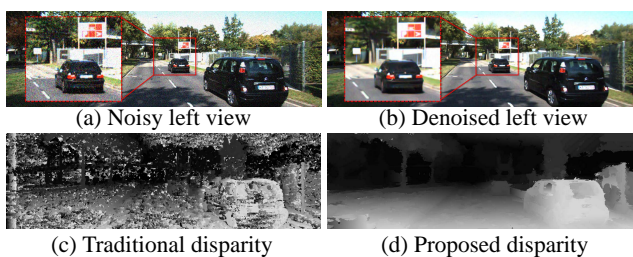 (a) Noisy left view
(b) Denoised left view
(c) Traditional disparity
(d) Proposed disparity